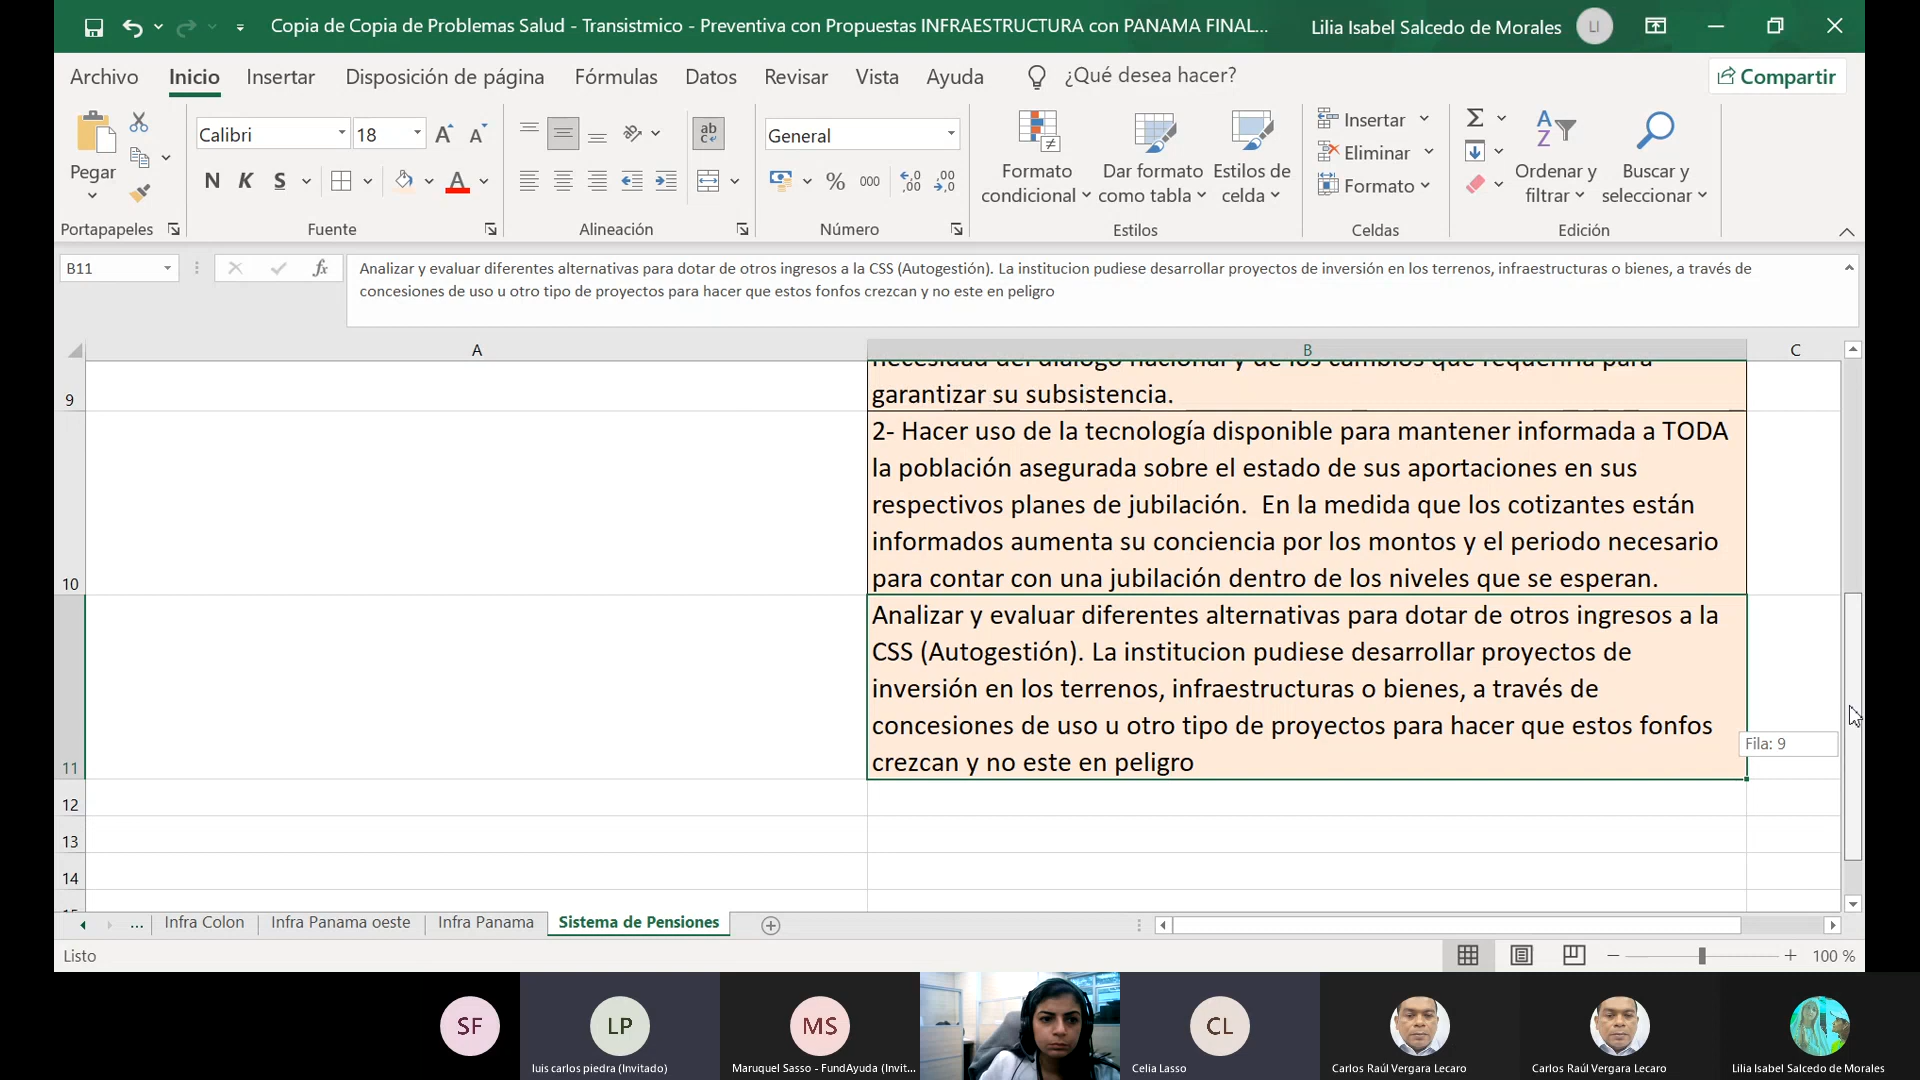 Copia de Copia de Problemas Salud - Transistmico - Preventiva con Propuestas INFRAESTRUCTURA con PANAMA FINAL...
Lilia Isabel Salcedo de Morales
LI
Archivo
Inicio
Insertar
Disposición de página
Fórmulas
Datos
Revisar
Vista
Ayuda
¿Qué desea hacer?
Compartir
Pegar
Portapapeles
Calibri
18
N K S
Fuente
Alineación
General
% 000
Número
Formato condicional
Dar formato como tabla
Estilos de celda
Estilos
Insertar
Eliminar
Formato
Celdas
Ordenar y filtrar
Buscar y seleccionar
Edición
B11
fx
Analizar y evaluar diferentes alternativas para dotar de otros ingresos a la CSS (Autogestión). La institucion pudiese desarrollar proyectos de inversión en los terrenos, infraestructuras o bienes, a través de
concesiones de uso u otro tipo de proyectos para hacer que estos fonfos crezcan y no este en peligro
A
B
C
necesidad del dialogo nacional y de los cambios que requeriría para
garantizar su subsistencia.
9
2- Hacer uso de la tecnología disponible para mantener informada a TODA
la población asegurada sobre el estado de sus aportaciones en sus
respectivos planes de jubilación.  En la medida que los cotizantes están
informados aumenta su conciencia por los montos y el periodo necesario
para contar con una jubilación dentro de los niveles que se esperan.
10
Analizar y evaluar diferentes alternativas para dotar de otros ingresos a la
CSS (Autogestión). La institucion pudiese desarrollar proyectos de
inversión en los terrenos, infraestructuras o bienes, a través de
concesiones de uso u otro tipo de proyectos para hacer que estos fonfos
crezcan y no este en peligro
11
Fila: 9
12
13
14
...
Infra Colon
Infra Panama oeste
Infra Panama
Sistema de Pensiones
Listo
100 %
SF
LP
luis carlos piedra (Invitado)
MS
Maruquel Sasso - FundAyuda (Invit...
CL
Celia Lasso
Carlos Raúl Vergara Lecaro
Carlos Raúl Vergara Lecaro
Lilia Isabel Salcedo de Morales